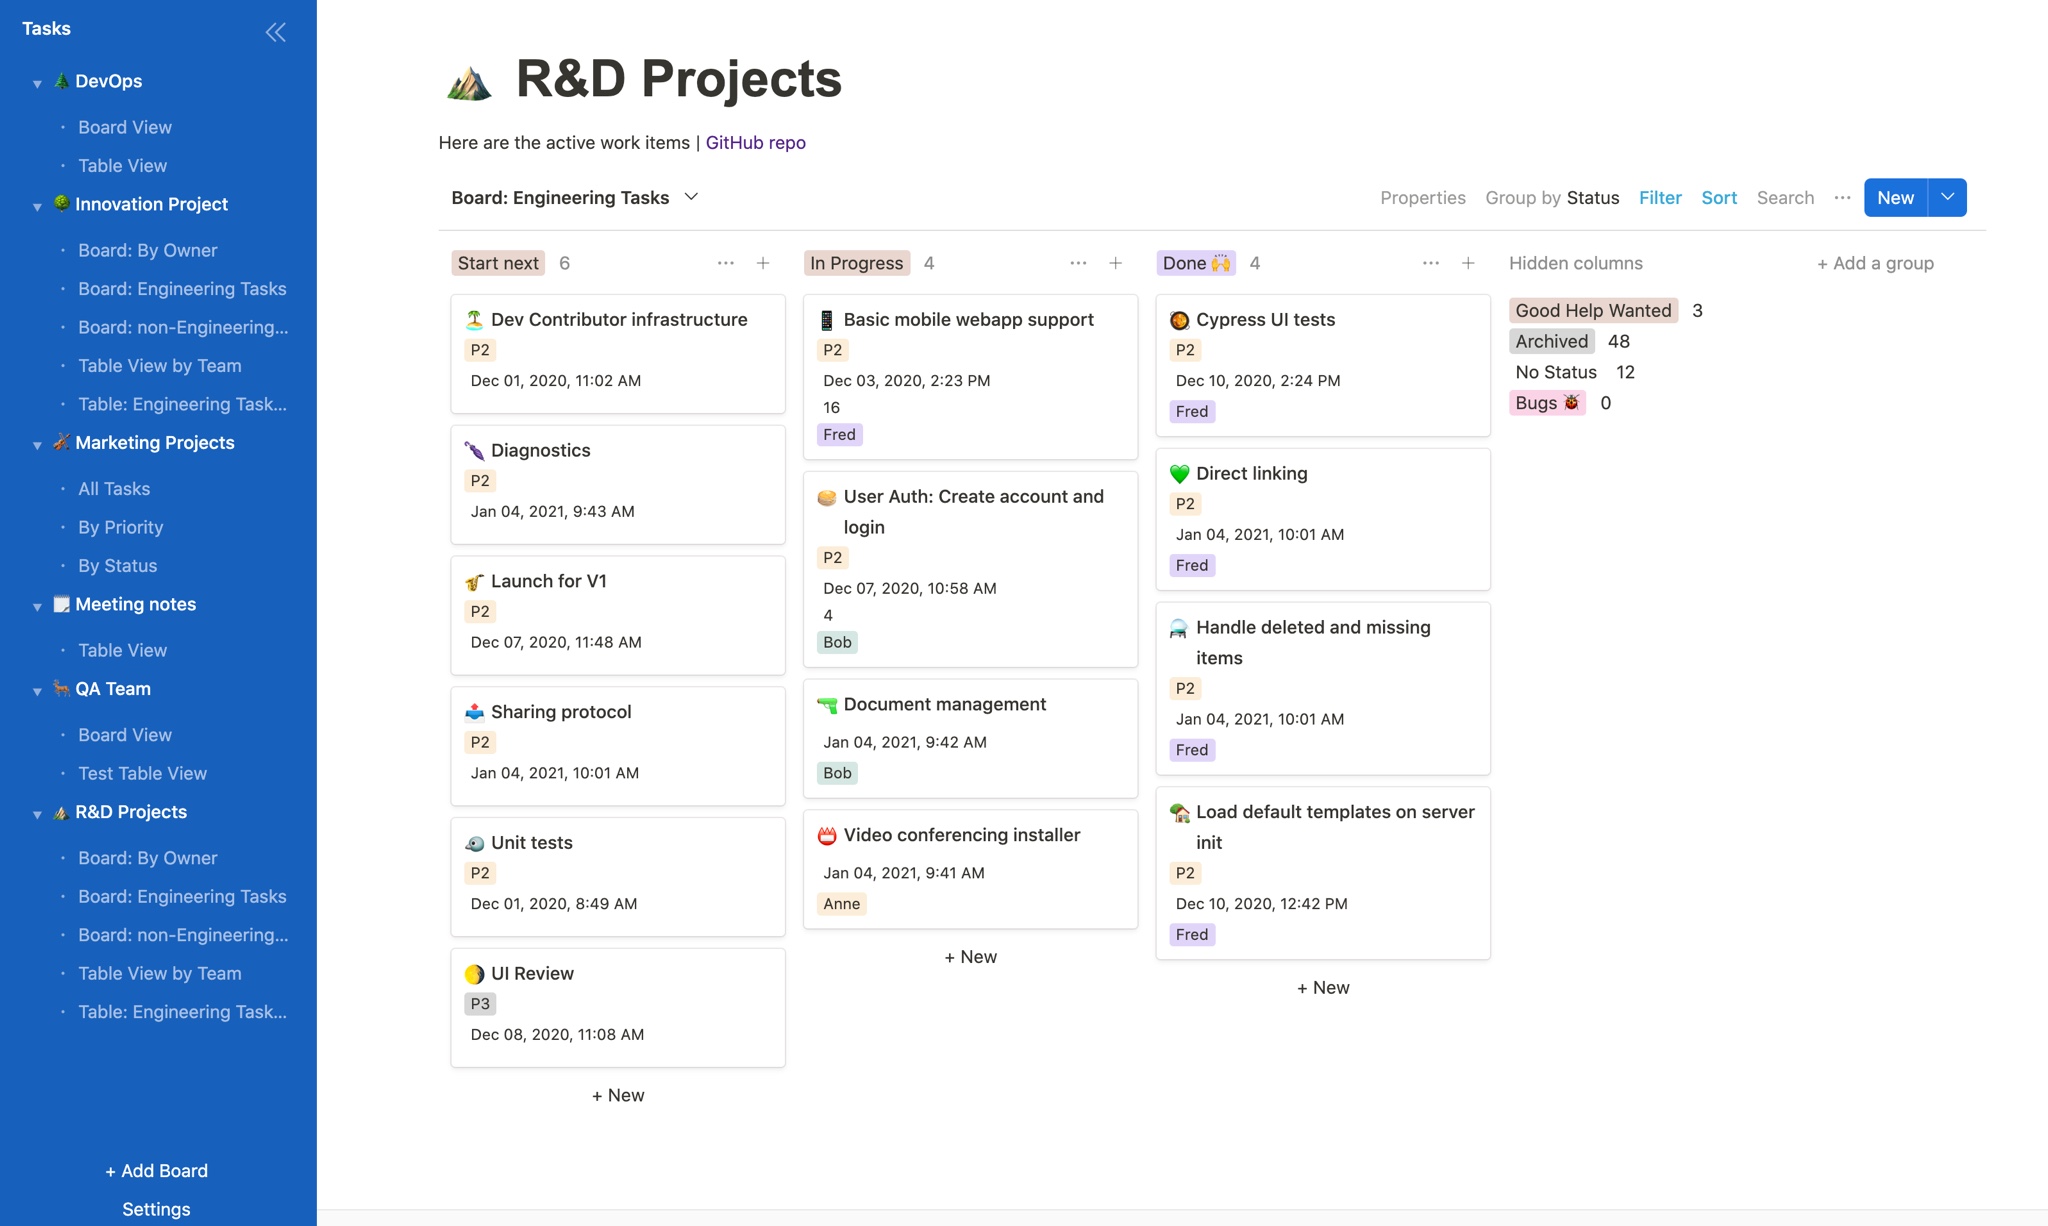 Tasks
DevOps
Board View
Table View
Innovation Project
Board: By Owner
Board: Engineering Tasks
Board: non-Engineering...
Table View by Team
Table: Engineering Task...
Marketing Projects
All Tasks
By Priority
By Status
Meeting notes
Table View
QA Team
Board View
Test Table View
R&D Projects
Board: By Owner
Board: Engineering Tasks
Board: non-Engineering...
Table View by Team
Table: Engineering Task...
+ Add Board
Settings
R&D Projects
Here are the active work items | GitHub repo
Board: Engineering Tasks
Properties Group by Status Filter Sort Search ··· New
Start next 6 ··· +
Dev Contributor infrastructure
P2
Dec 01, 2020, 11:02 AM
Diagnostics
P2
Jan 04, 2021, 9:43 AM
Launch for V1
P2
Dec 07, 2020, 11:48 AM
Sharing protocol
P2
Jan 04, 2021, 10:01 AM
Unit tests
P2
Dec 01, 2020, 8:49 AM
UI Review
P3
Dec 08, 2020, 11:08 AM
+ New
In Progress 4 ··· +
Basic mobile webapp support
P2
Dec 03, 2020, 2:23 PM
16
Fred
User Auth: Create account and
login
P2
Dec 07, 2020, 10:58 AM
4
Bob
Document management
Jan 04, 2021, 9:42 AM
Bob
Video conferencing installer
Jan 04, 2021, 9:41 AM
Anne
+ New
Done 🙌 4 ··· +
Cypress UI tests
P2
Dec 10, 2020, 2:24 PM
Fred
Direct linking
P2
Jan 04, 2021, 10:01 AM
Fred
Handle deleted and missing
items
P2
Jan 04, 2021, 10:01 AM
Fred
Load default templates on server
init
P2
Dec 10, 2020, 12:42 PM
Fred
+ New
Hidden columns
Good Help Wanted 3
Archived 48
No Status 12
Bugs 🐞 0
+ Add a group